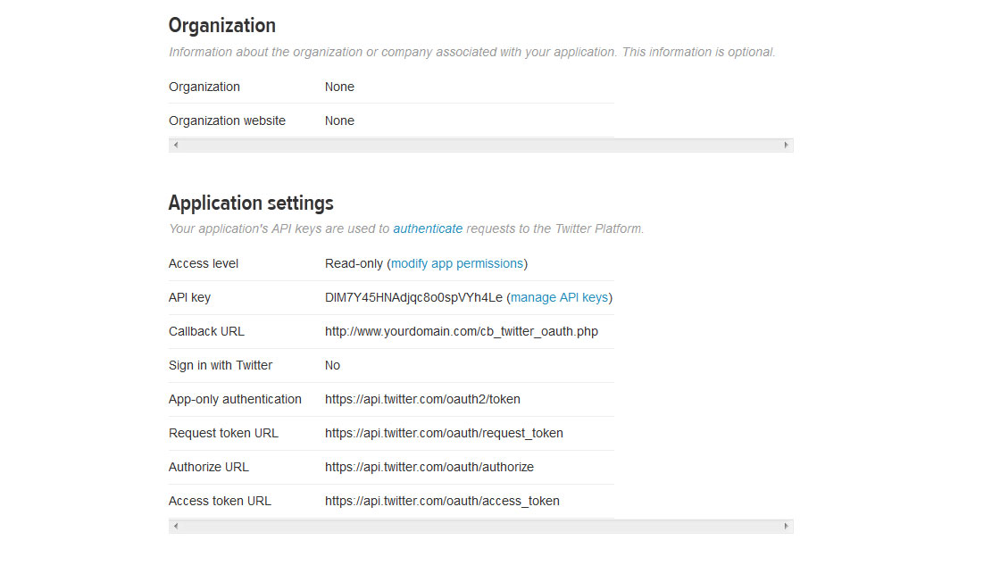 Organization
Information about the organization or company associated with your application. This information is optional.
Organization None
Organization website None
Application settings
Your application's API keys are used to authenticate requests to the Twitter Platform.
Access level Read-only (modify app permissions)
API key DIM7Y45HNAdjqc8o0spVYh4Le (manage API keys)
Callback URL http://www.yourdomain.com/cb_twitter_oauth.php
Sign in with Twitter No
App-only authentication https://api.twitter.com/oauth2/token
Request token URL https://api.twitter.com/oauth/request_token
Authorize URL https://api.twitter.com/oauth/authorize
Access token URL https://api.twitter.com/oauth/access_token